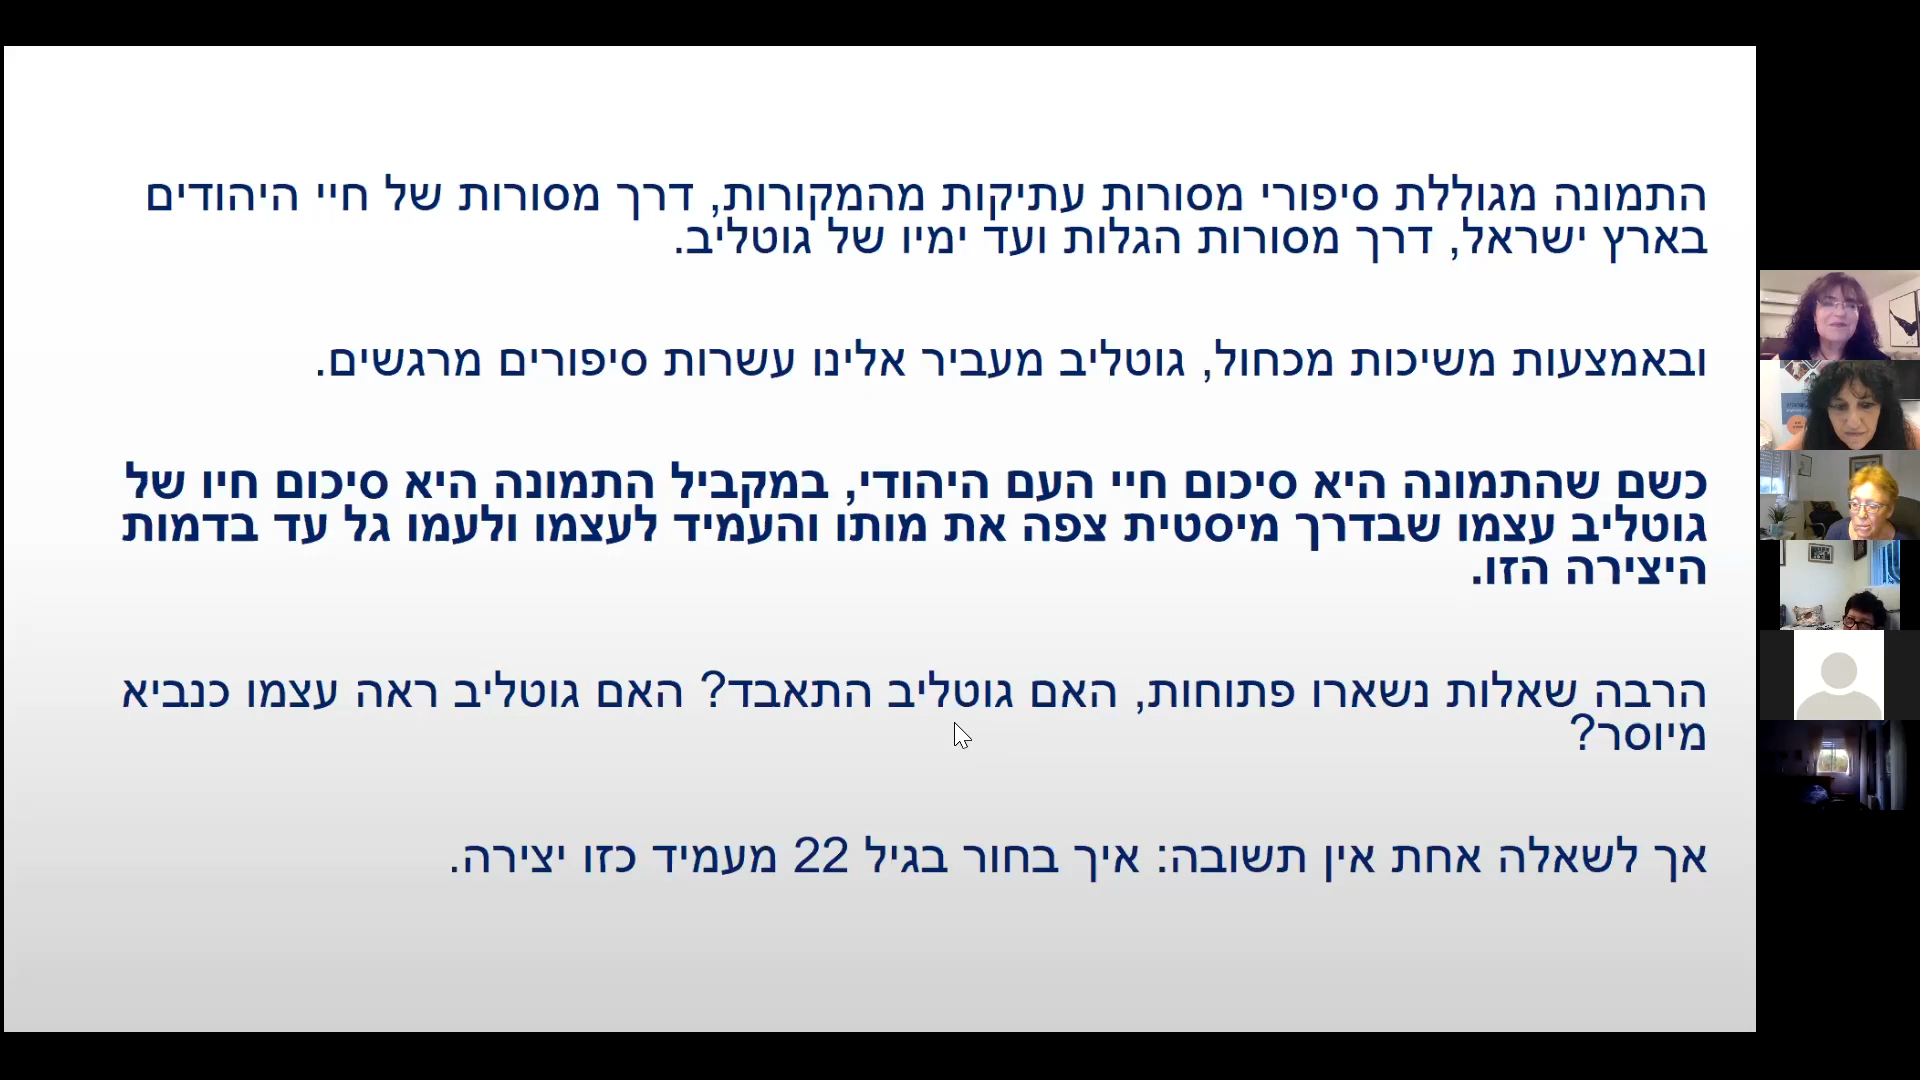 התמונה מגוללת סיפורי מסורות עתיקות מהמקורות, דרך מסורות של חיי היהודים
בארץ ישראל, דרך מסורות הגלות ועד ימיו של גוטליב.
ובאמצעות משיכות מכחול, גוטליב מעביר אלינו עשרות סיפורים מרגשים.
כשם שהתמונה היא סיכום חיי העם היהודי, במקביל התמונה היא סיכום חיו של
גוטליב עצמו שבדרך מיסטית צפה את מותו והעמיד לעצמו ולעמו גל עד בדמות
היצירה הזו.
הרבה שאלות נשארו פתוחות, האם גוטליב התאבד? האם גוטליב ראה עצמו כנביא
מיוסר?
אך לשאלה אחת אין תשובה: איך בחור בגיל 22 מעמיד כזו יצירה.